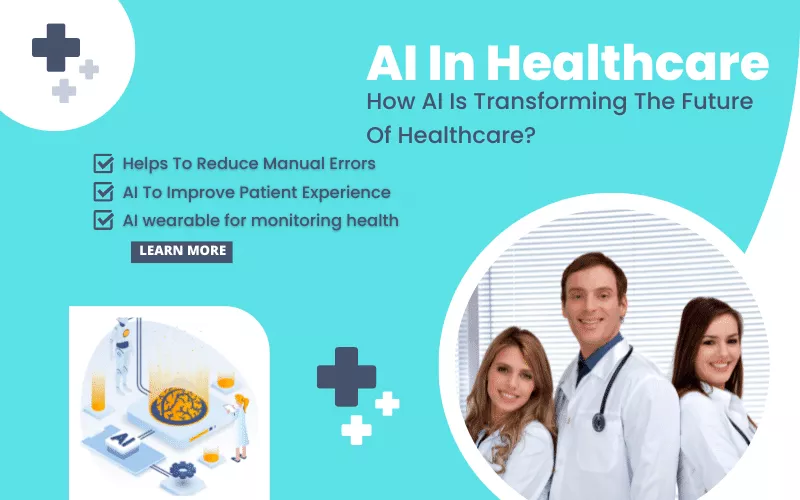 AI In Healthcare
How AI Is Transforming The Future
Of Healthcare?
Helps To Reduce Manual Errors
AI To Improve Patient Experience
AI wearable for monitoring health
LEARN MORE
AI